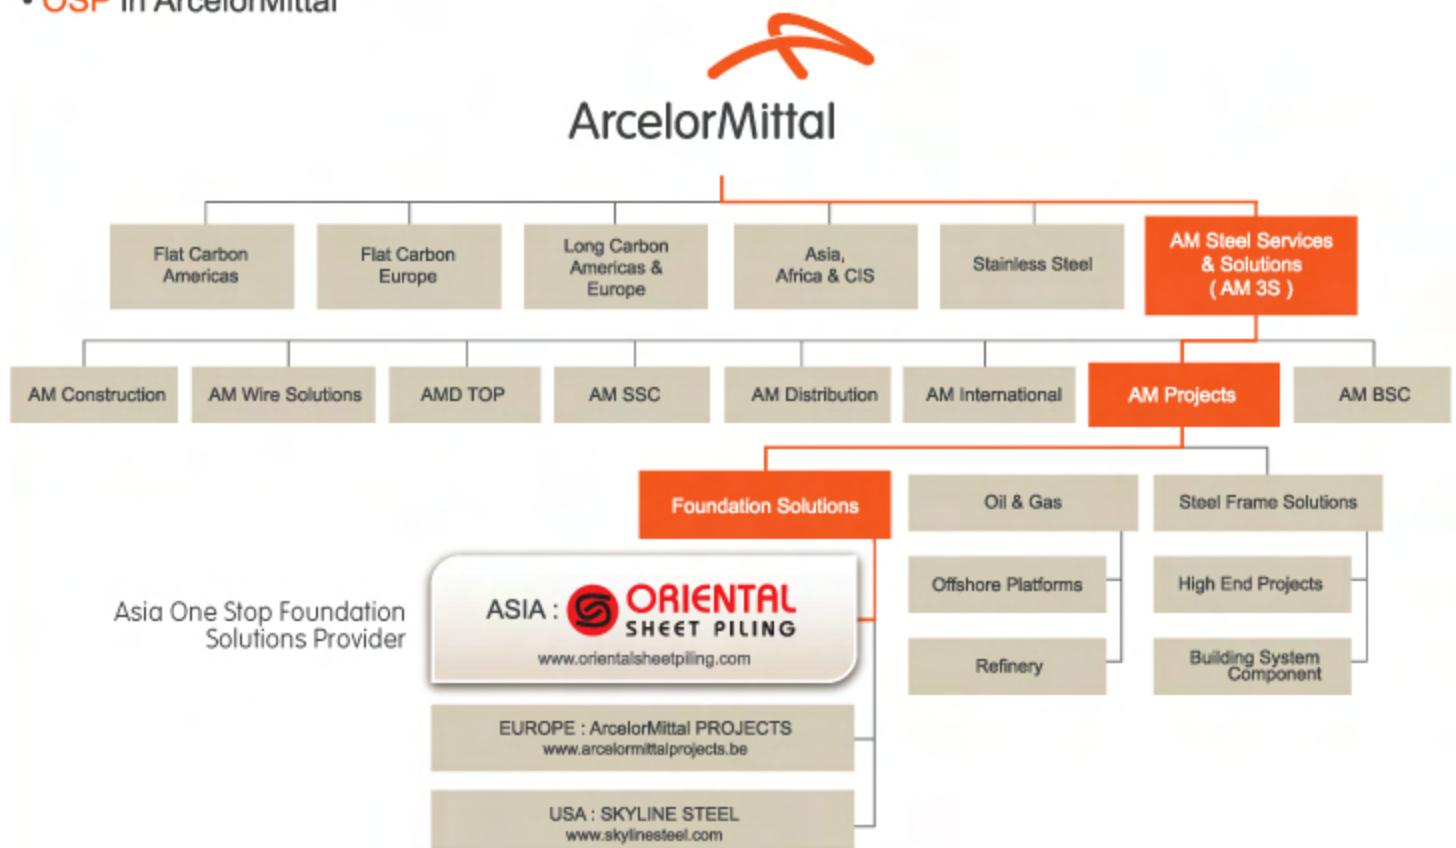 • OSP in ArcelorMittal
ArcelorMittal
Flat Carbon
Americas
Flat Carbon
Europe
Long Carbon
Americas &
Europe
Asia,
Africa & CIS
Stainless Steel
AM Steel Services
& Solutions
( AM 3S )
AM Construction
AM Wire Solutions
AMD TOP
AM SSC
AM Distribution
AM International
AM Projects
AM BSC
Foundation Solutions
Oil & Gas
Steel Frame Solutions
Asia One Stop Foundation
Solutions Provider
ASIA : ORIENTAL
SHEET PILING
www.orientalsheetpiling.com
Offshore Platforms
High End Projects
Refinery
Building System
Component
EUROPE : ArcelorMittal PROJECTS
www.arcelormittalprojects.be
USA : SKYLINE STEEL
www.skylinesteel.com